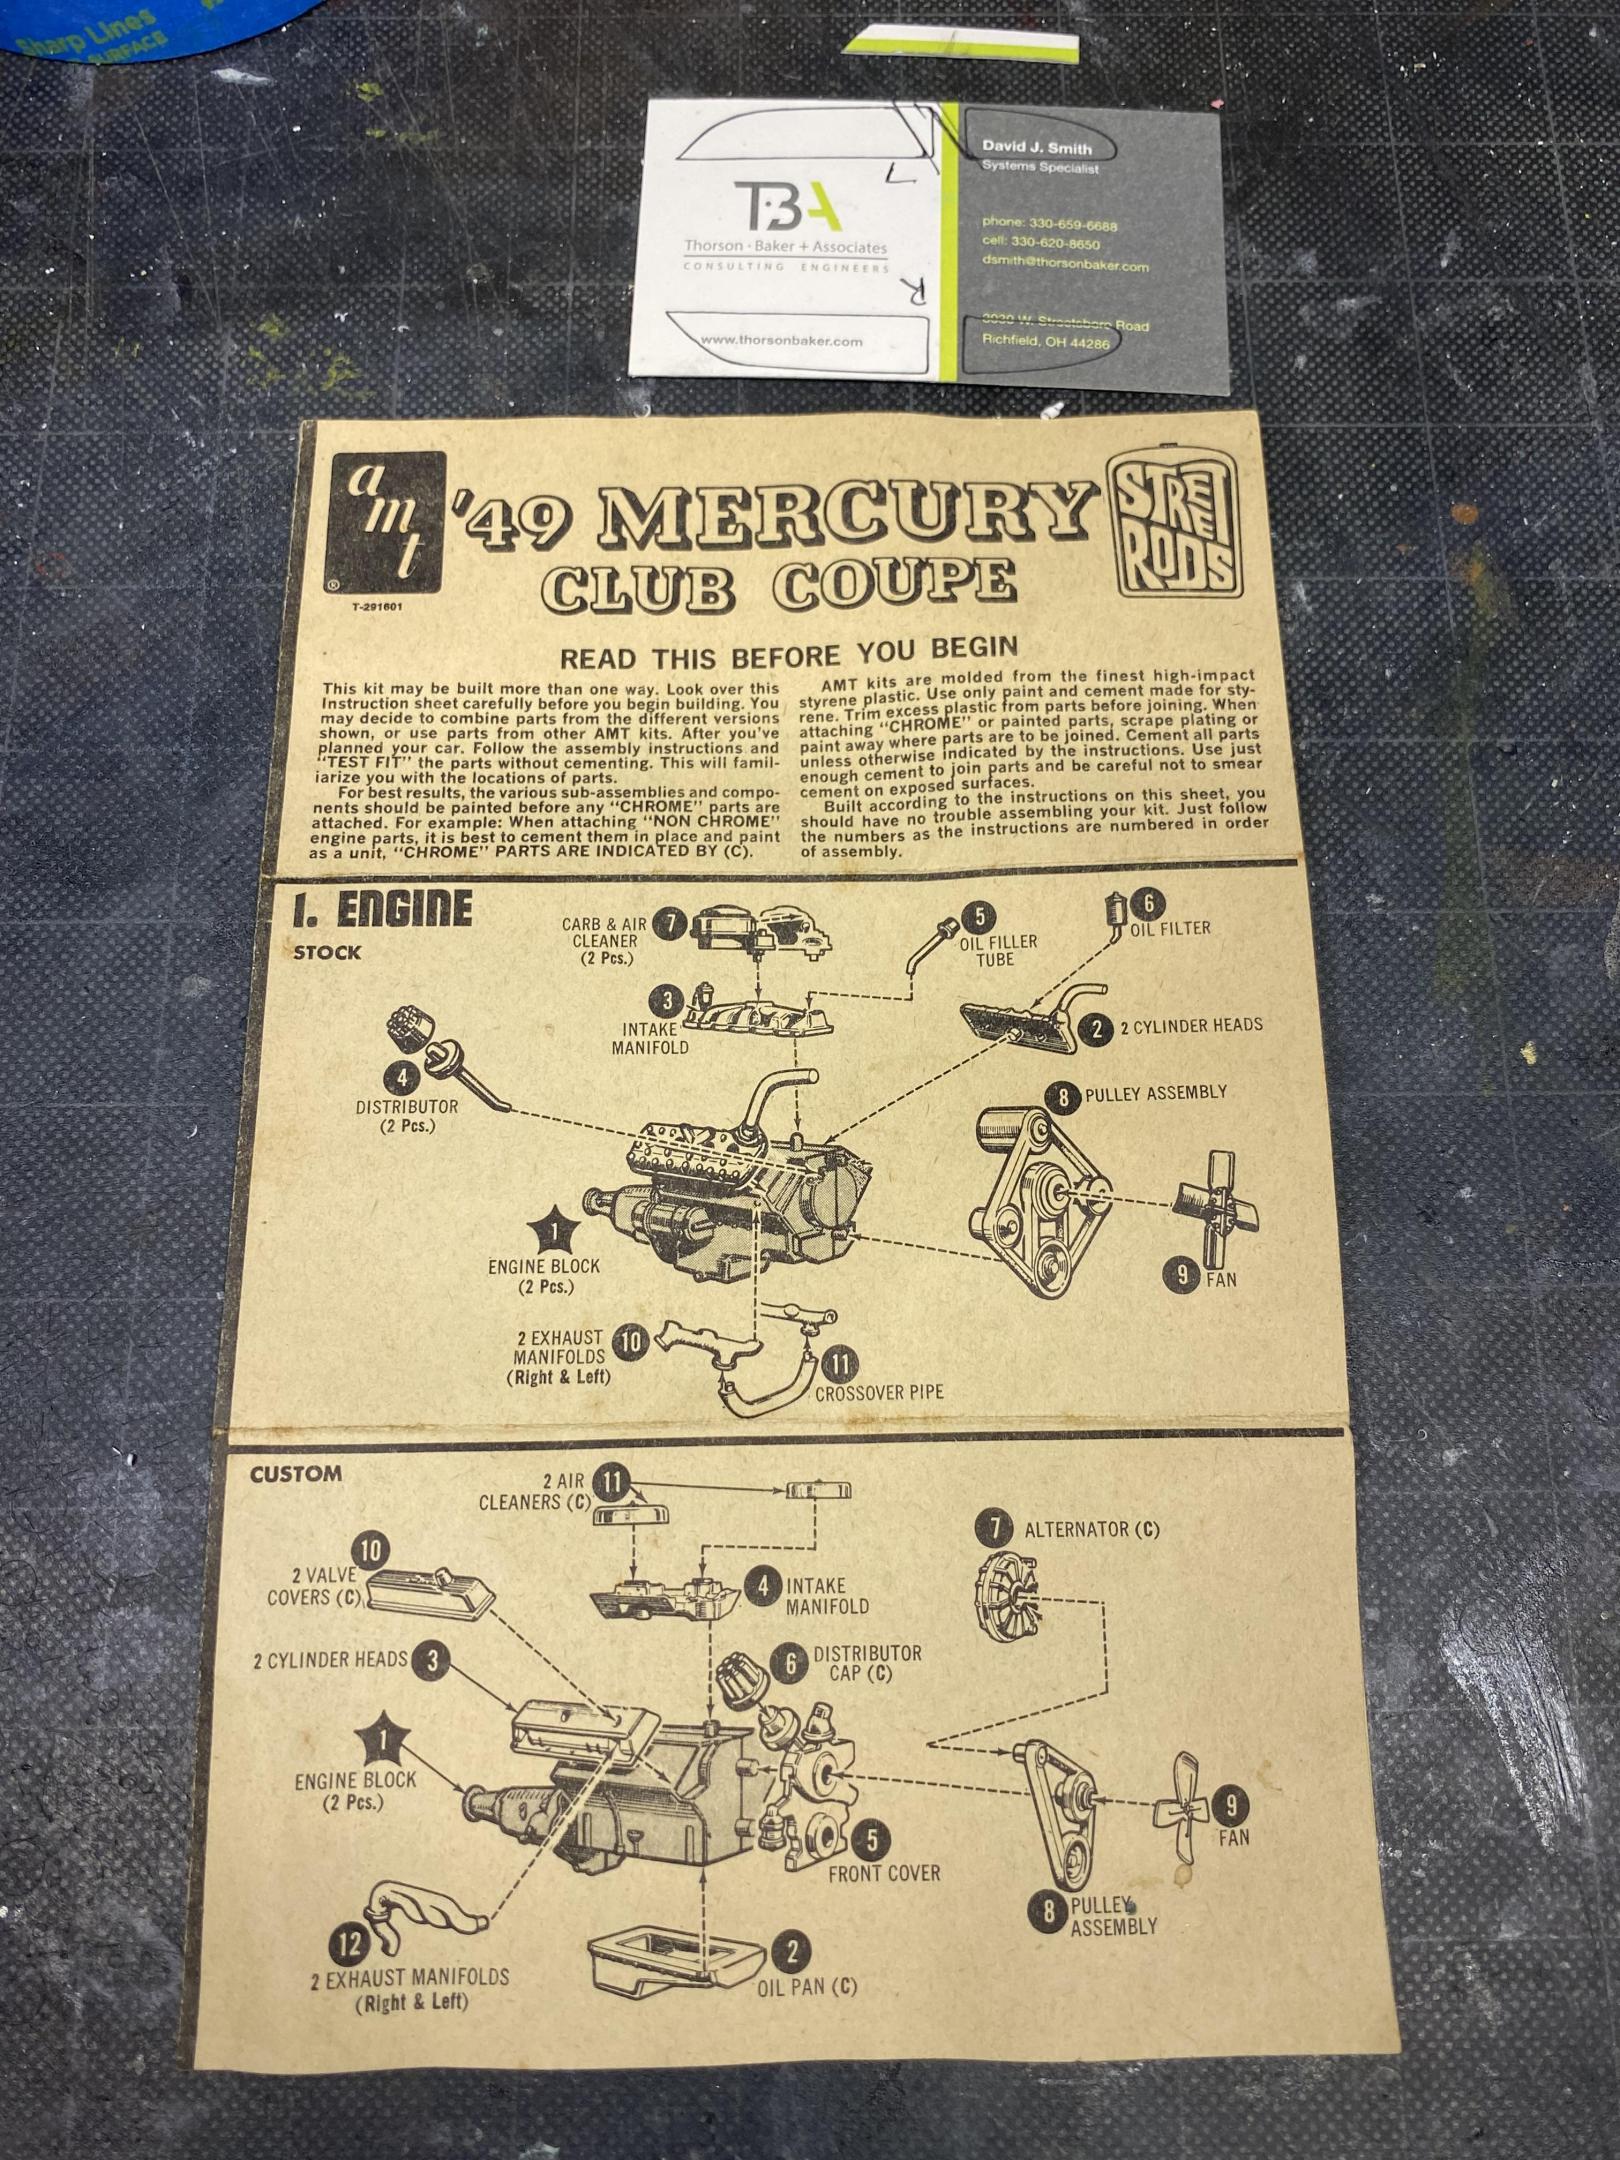 Sharp Lines
SURFACE
L
TBA
Thorson · Baker + Associates
CONSULTING ENGINEERS
R
www.thorsonbaker.com
David J. Smith
Systems Specialist
phone: 330-659-6688
cell: 330-620-8650
dsmith@thorsonbaker.com
W. Streetsboro Road
Richfield, OH 44286
amt
®
T-291601
'49 MERCURY
CLUB COUPE
STREET
RODS
READ THIS BEFORE YOU BEGIN
This kit may be built more than one way. Look over this
Instruction sheet carefully before you begin building. You
may decide to combine parts from the different versions
shown, or use parts from other AMT kits. After you've
planned your car. Follow the assembly instructions and
"TEST FIT" the parts without cementing. This will famil-
iarize you with the locations of parts.
For best results, the various sub-assemblies and compo-
nents should be painted before any "CHROME" parts are
attached. For example: When attaching "NON CHROME"
engine parts, it is best to cement them in place and paint
as a unit, "CHROME" PARTS ARE INDICATED BY (C).
AMT kits are molded from the finest high-impact
styrene plastic. Use only paint and cement made for sty-
rene. Trim excess plastic from parts before joining. When
attaching "CHROME" or painted parts, scrape plating or
paint away where parts are to be joined. Cement all parts
unless otherwise indicated by the instructions. Use just
enough cement to join parts and be careful not to smear
cement on exposed surfaces.
Built according to the instructions on this sheet, you
should have no trouble assembling your kit. Just follow
the numbers as the instructions are numbered in order
of assembly.
1. ENGINE
STOCK
7
CARB & AIR
CLEANER
(2 Pcs.)
5
OIL FILLER
TUBE
6
OIL FILTER
3
INTAKE
MANIFOLD
2
2 CYLINDER HEADS
4
DISTRIBUTOR
(2 Pcs.)
8
PULLEY ASSEMBLY
1
ENGINE BLOCK
(2 Pcs.)
9
FAN
2 EXHAUST
MANIFOLDS
(Right & Left)
10
11
CROSSOVER PIPE
CUSTOM
2 AIR
CLEANERS (C)
11
7
ALTERNATOR (C)
10
2 VALVE
COVERS (C)
4
INTAKE
MANIFOLD
2 CYLINDER HEADS
3
6
DISTRIBUTOR
CAP (C)
1
ENGINE BLOCK
(2 Pcs.)
9
FAN
5
FRONT COVER
8
PULLEY
ASSEMBLY
12
2 EXHAUST MANIFOLDS
(Right & Left)
2
OIL PAN (C)